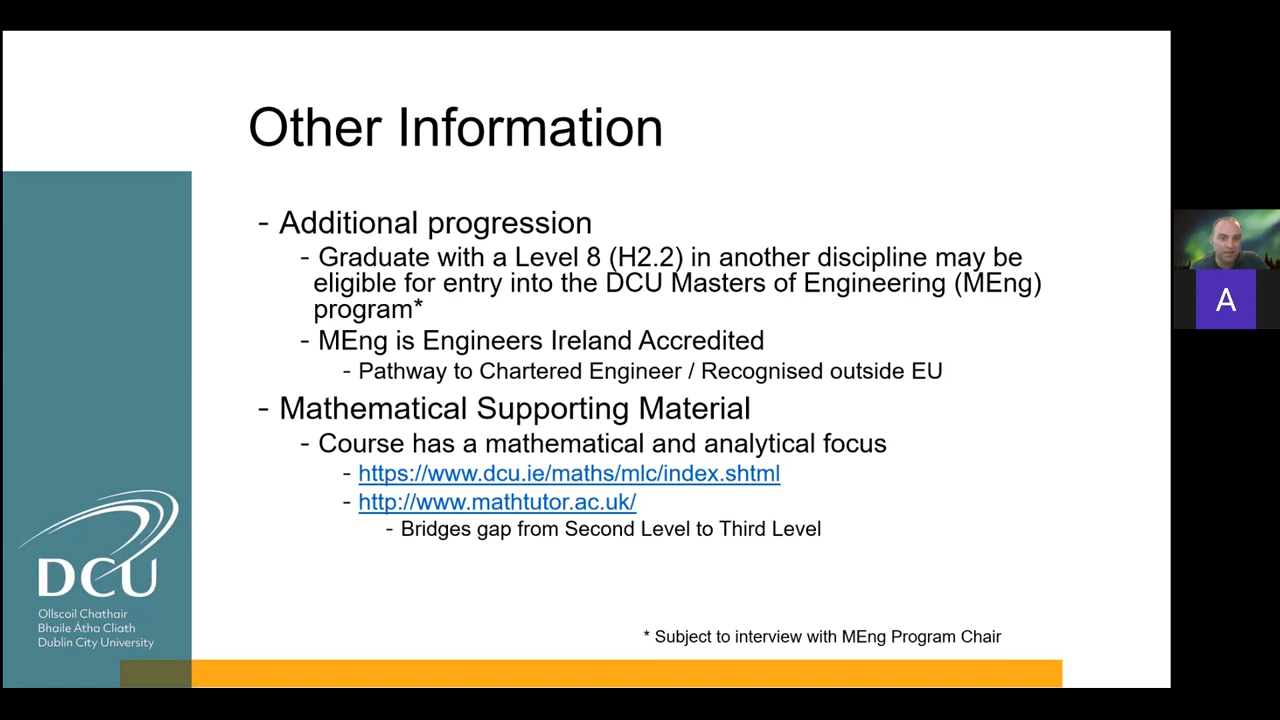 Other Information
- Additional progression
- Graduate with a Level 8 (H2.2) in another discipline may be
eligible for entry into the DCU Masters of Engineering (MEng)
program*
- MEng is Engineers Ireland Accredited
- Pathway to Chartered Engineer / Recognised outside EU
- Mathematical Supporting Material
- Course has a mathematical and analytical focus
- https://www.dcu.ie/maths/mlc/index.shtml
- http://www.mathtutor.ac.uk/
- Bridges gap from Second Level to Third Level
* Subject to interview with MEng Program Chair
DCU
Ollscoil Chathair
Bhaile Átha Cliath
Dublin City University
A